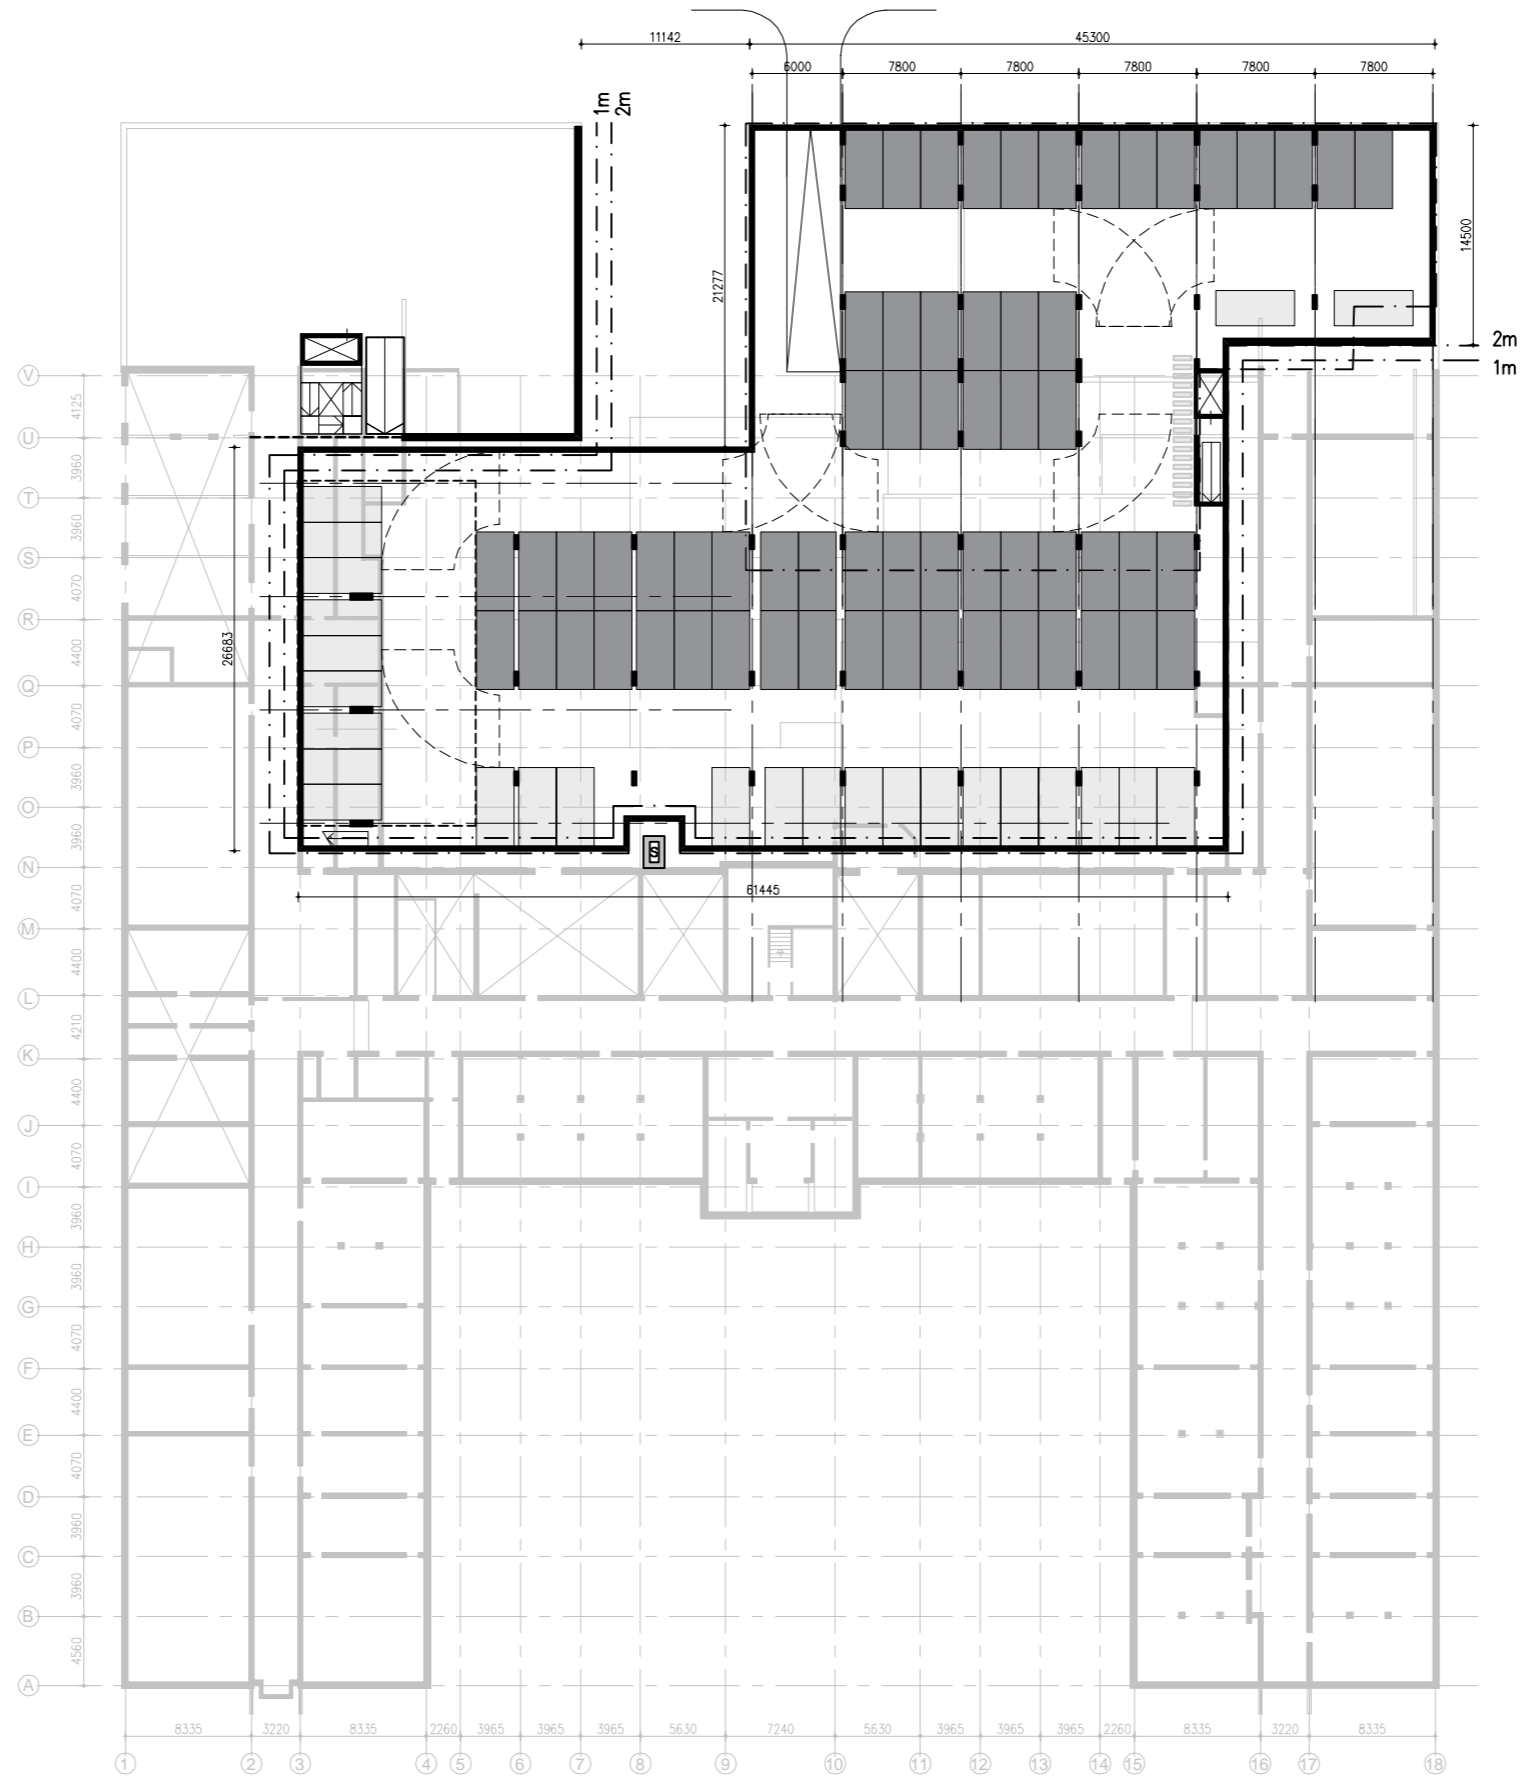 11142
45300
6000
7800
7800
7800
7800
7800
1m
2m
21277
14500
2m
1m
V
4125
U
3960
T
3960
S
4070
R
26683
4400
Q
4070
P
3960
O
3960
S
N
61445
4070
M
4400
L
4210
K
4400
J
4070
I
3960
H
3960
G
4070
F
4400
E
4070
D
3960
C
3960
B
4560
A
8335
3220
8335
2260
3965
3965
3965
5630
7240
5630
3965
3965
3965
2260
8335
3220
8335
1
2
3
4
5
6
7
8
9
10
11
12
13
14
15
16
17
18